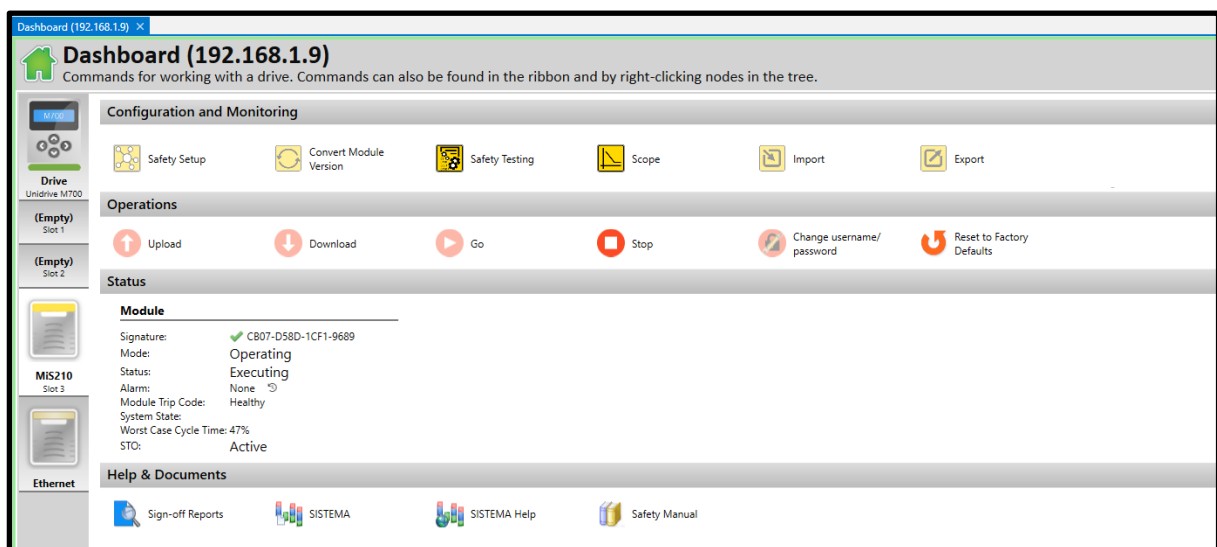 Dashboard (192.168.1.9) ×
Dashboard (192.168.1.9)
Commands for working with a drive. Commands can also be found in the ribbon and by right-clicking nodes in the tree.
M700
Drive
Unidrive M700
(Empty)
Slot 1
(Empty)
Slot 2
MiS210
Slot 3
Ethernet
Configuration and Monitoring
Safety Setup
Convert Module
Version
Safety Testing
Scope
Import
Export
Operations
Upload
Download
Go
Stop
Change username/
password
Reset to Factory
Defaults
Status
Module
Signature: CB07-D58D-1CF1-9689
Mode: Operating
Status: Executing
Alarm: None
Module Trip Code: Healthy
System State:
Worst Case Cycle Time: 47%
STO: Active
Help & Documents
Sign-off Reports
SISTEMA
SISTEMA Help
Safety Manual